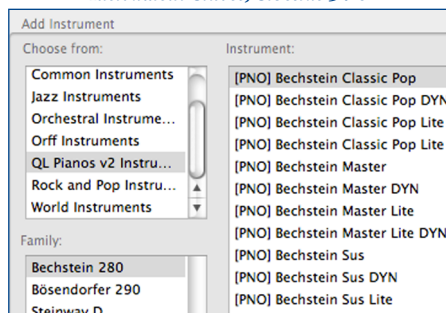 Add Instrument
Choose from:
Common Instruments
Jazz Instruments
Orchestral Instrume...
Orff Instruments
QL Pianos v2 Instru...
Rock and Pop Instru...
World Instruments
Family:
Bechstein 280
Bösendorfer 290
Steinway D
Instrument:
[PNO] Bechstein Classic Pop
[PNO] Bechstein Classic Pop DYN
[PNO] Bechstein Classic Pop Lite
[PNO] Bechstein Classic Pop Lite
[PNO] Bechstein Master
[PNO] Bechstein Master DYN
[PNO] Bechstein Master Lite
[PNO] Bechstein Master Lite DYN
[PNO] Bechstein Sus
[PNO] Bechstein Sus DYN
[PNO] Bechstein Sus Lite